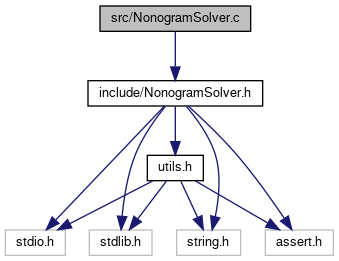 src/NonogramSolver.c
include/NonogramSolver.h
utils.h
stdio.h
stdlib.h
string.h
assert.h